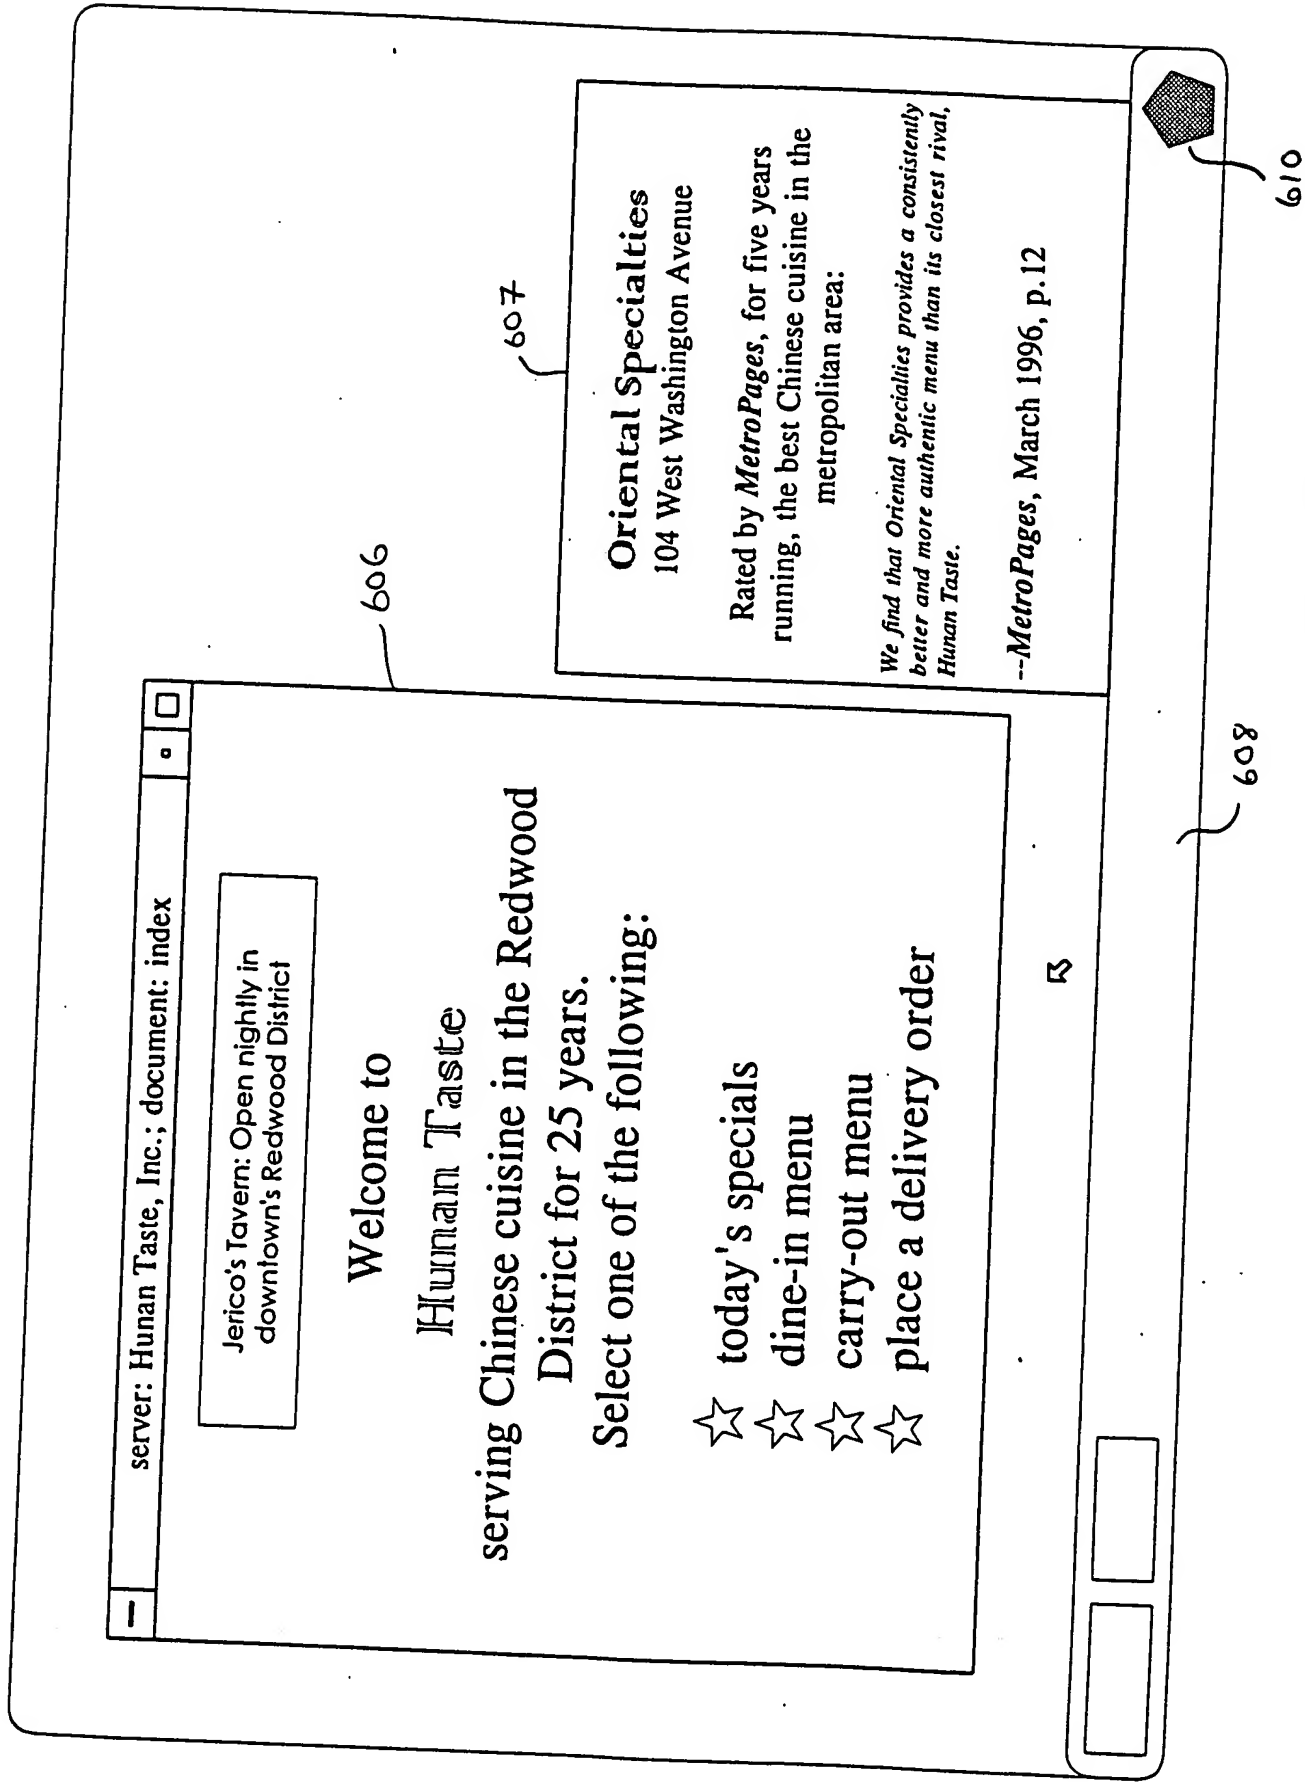 server: Hunan Taste, Inc.; document: index
Jerico's Tavern: Open nightly in
downtown's Redwood District
Welcome to
Hunan Taste
serving Chinese cuisine in the Redwood
District for 25 years.
Select one of the following:
today's specials
dine-in menu
carry-out menu
place a delivery order
606
607
Oriental Specialties
104 West Washington Avenue
Rated by MetroPages, for five years
running, the best Chinese cuisine in the
metropolitan area:
We find that Oriental Specialties provides a consistently
better and more authentic menu than its closest rival,
Hunan Taste.
--MetroPages, March 1996, p.12
608
610